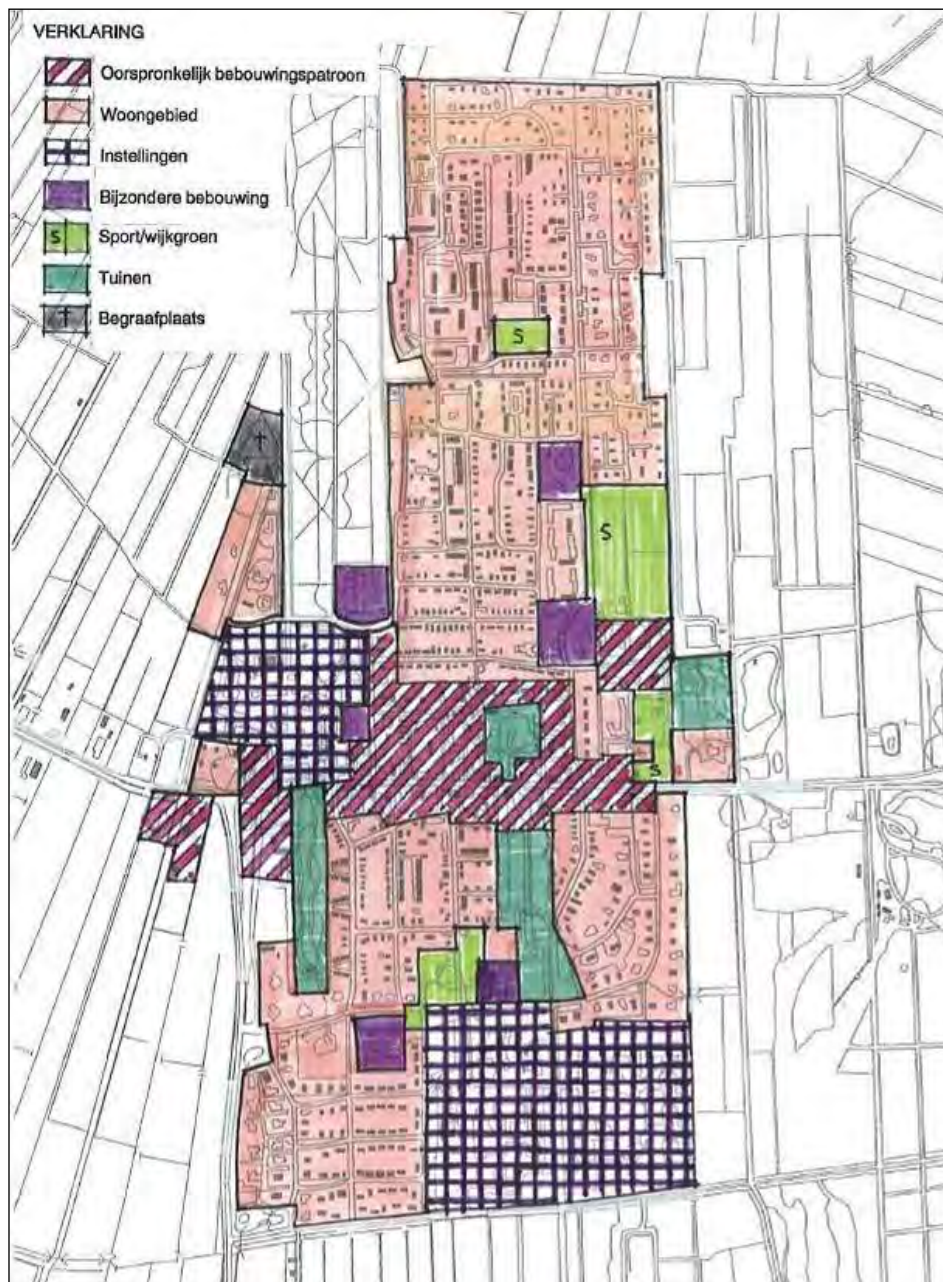 VERKLARING
Oorspronkelijk bebouwingspatroon
Woongebied
Instellingen
Bijzondere bebouwing
S
Sport/wijkgroen
Tuinen
†
Begraafplaats
S
†
S
S